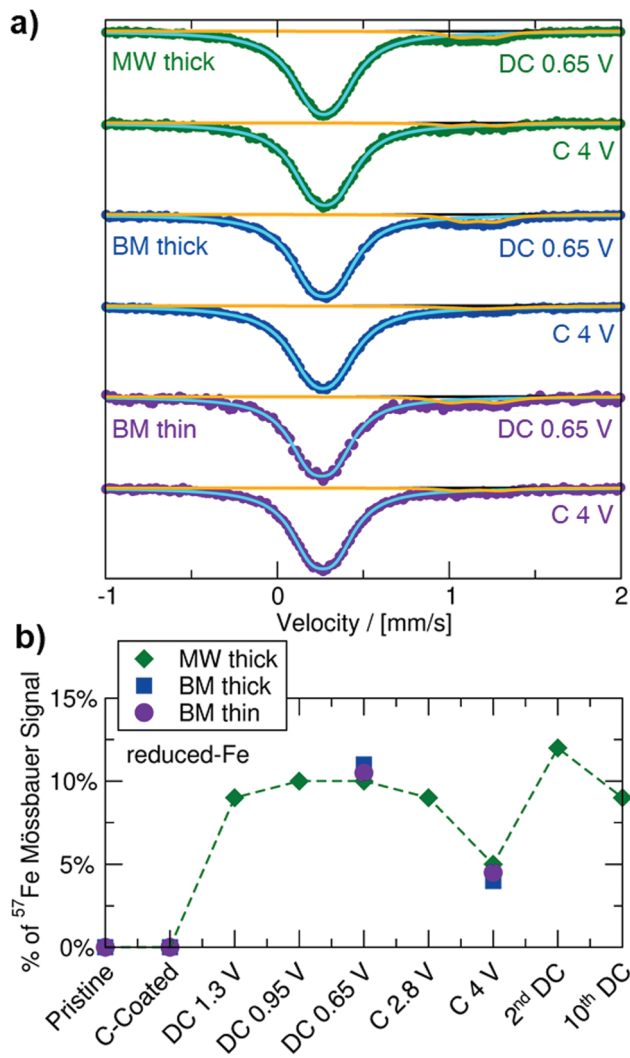 a)
MW thick DC 0.65 V
C 4 V
BM thick DC 0.65 V
C 4 V
BM thin DC 0.65 V
C 4 V
-1 0 1 2
Velocity / [mm/s]
b)
MW thick
BM thick
BM thin
reduced-Fe
% of ⁵⁷Fe Mössbauer Signal
15%
10%
5%
0%
Pristine
C-Coated
DC 1.3 V
DC 0.95 V
DC 0.65 V
C 2.8 V
C 4 V
2ⁿᵈ DC
10ᵗʰ DC